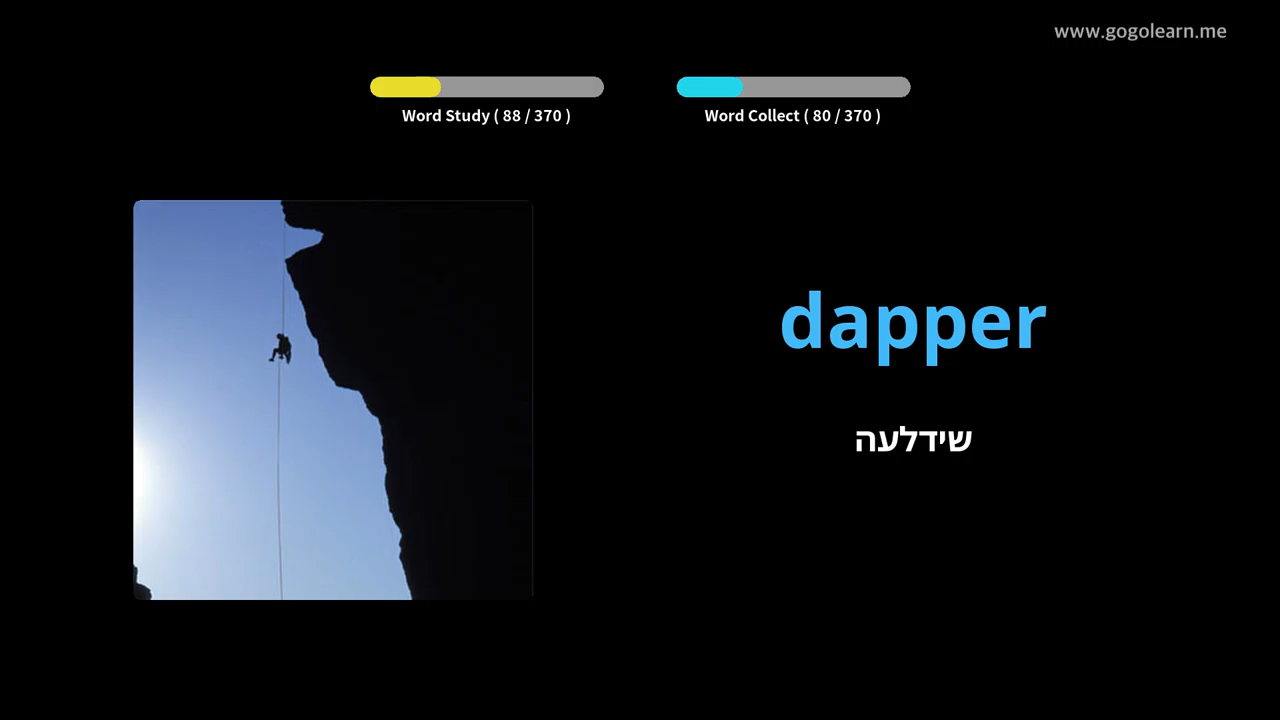 www.gogolearn.me
Word Study ( 88 / 370 )
Word Collect ( 80 / 370 )
dapper
שידלעה